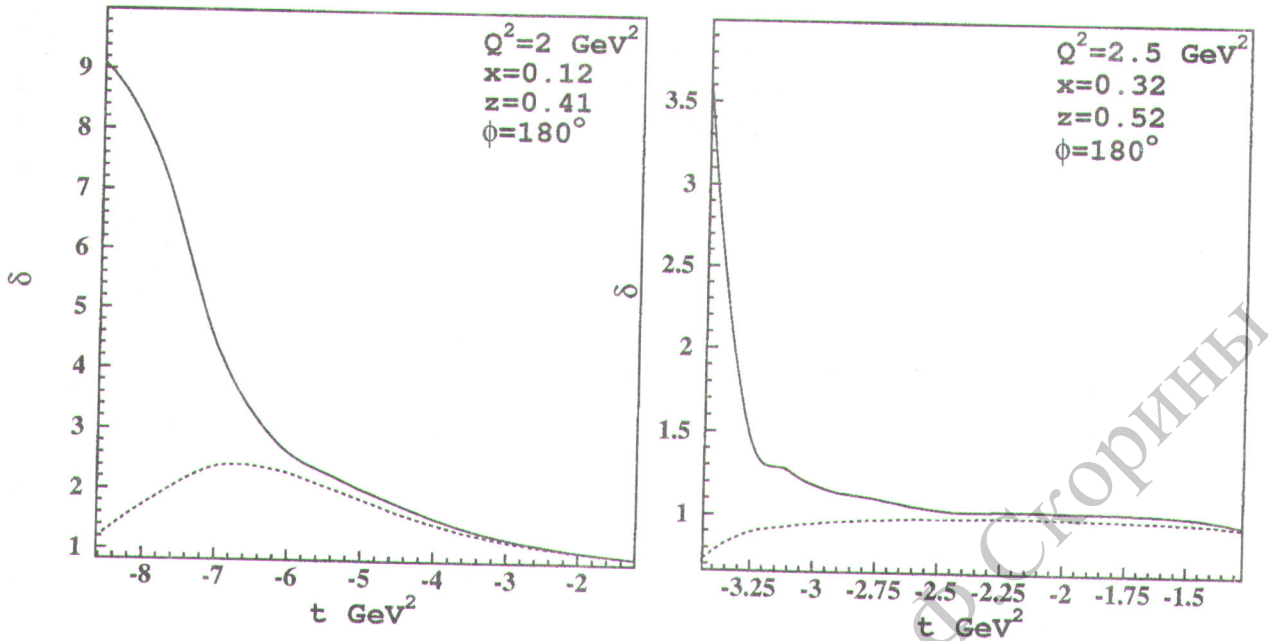 Q²=2 GeV²
x=0.12
z=0.41
ϕ=180°
9
8
7
6
5
4
3
2
1
δ
-8 -7 -6 -5 -4 -3 -2
t GeV²
Q²=2.5 GeV²
x=0.32
z=0.52
ϕ=180°
3.5
3
2.5
2
1.5
1
δ
-3.25 -3 -2.75 -2.5 -2.25 -2 -1.75 -1.5
t GeV²
Ф.Скорины